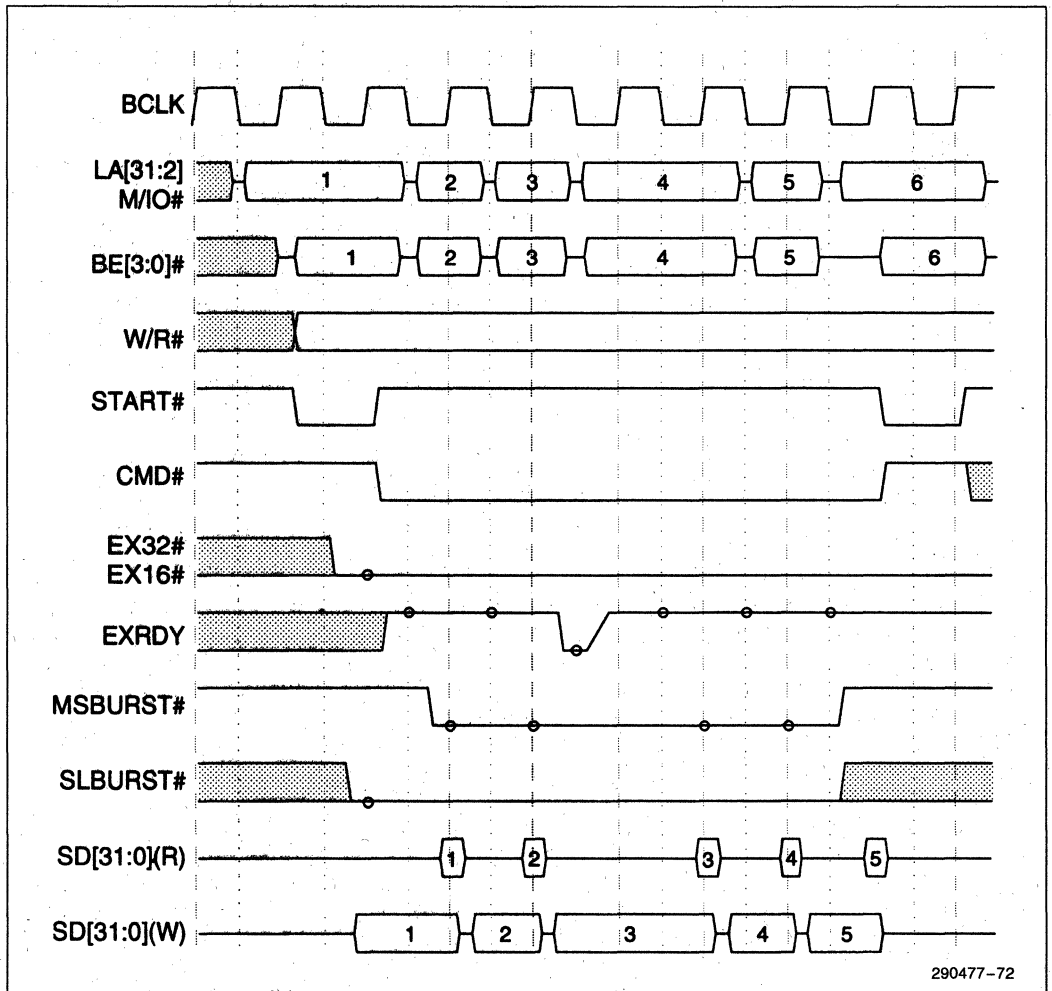 BCLK
LA[31:2]
M/IO#
1 2 3 4 5 6
BE[3:0]#
1 2 3 4 5 6
W/R#
START#
CMD#
EX32#
EX16#
EXRDY
MSBURST#
SLBURST#
SD[31:0](R)
1 2 3 4 5
SD[31:0](W)
1 2 3 4 5
290477-72